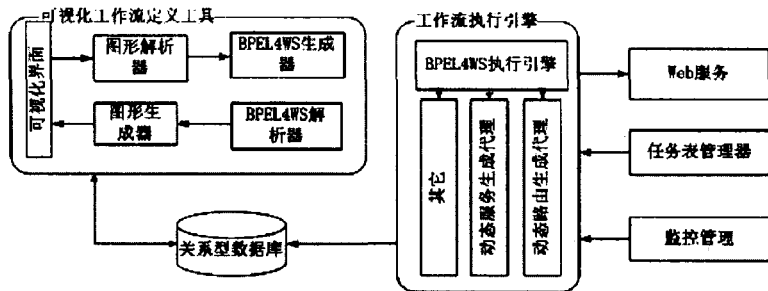 可视化工作流定义工具
可视化界面
图形解析
器
BPEL4WS生成
器
图形生
成器
BPEL4WS解
析器
关系型数据库
工作流执行引擎
BPEL4WS执行引擎
其它
动态服务生成代理
动态路由生成代理
Web服务
任务表管理器
监控管理